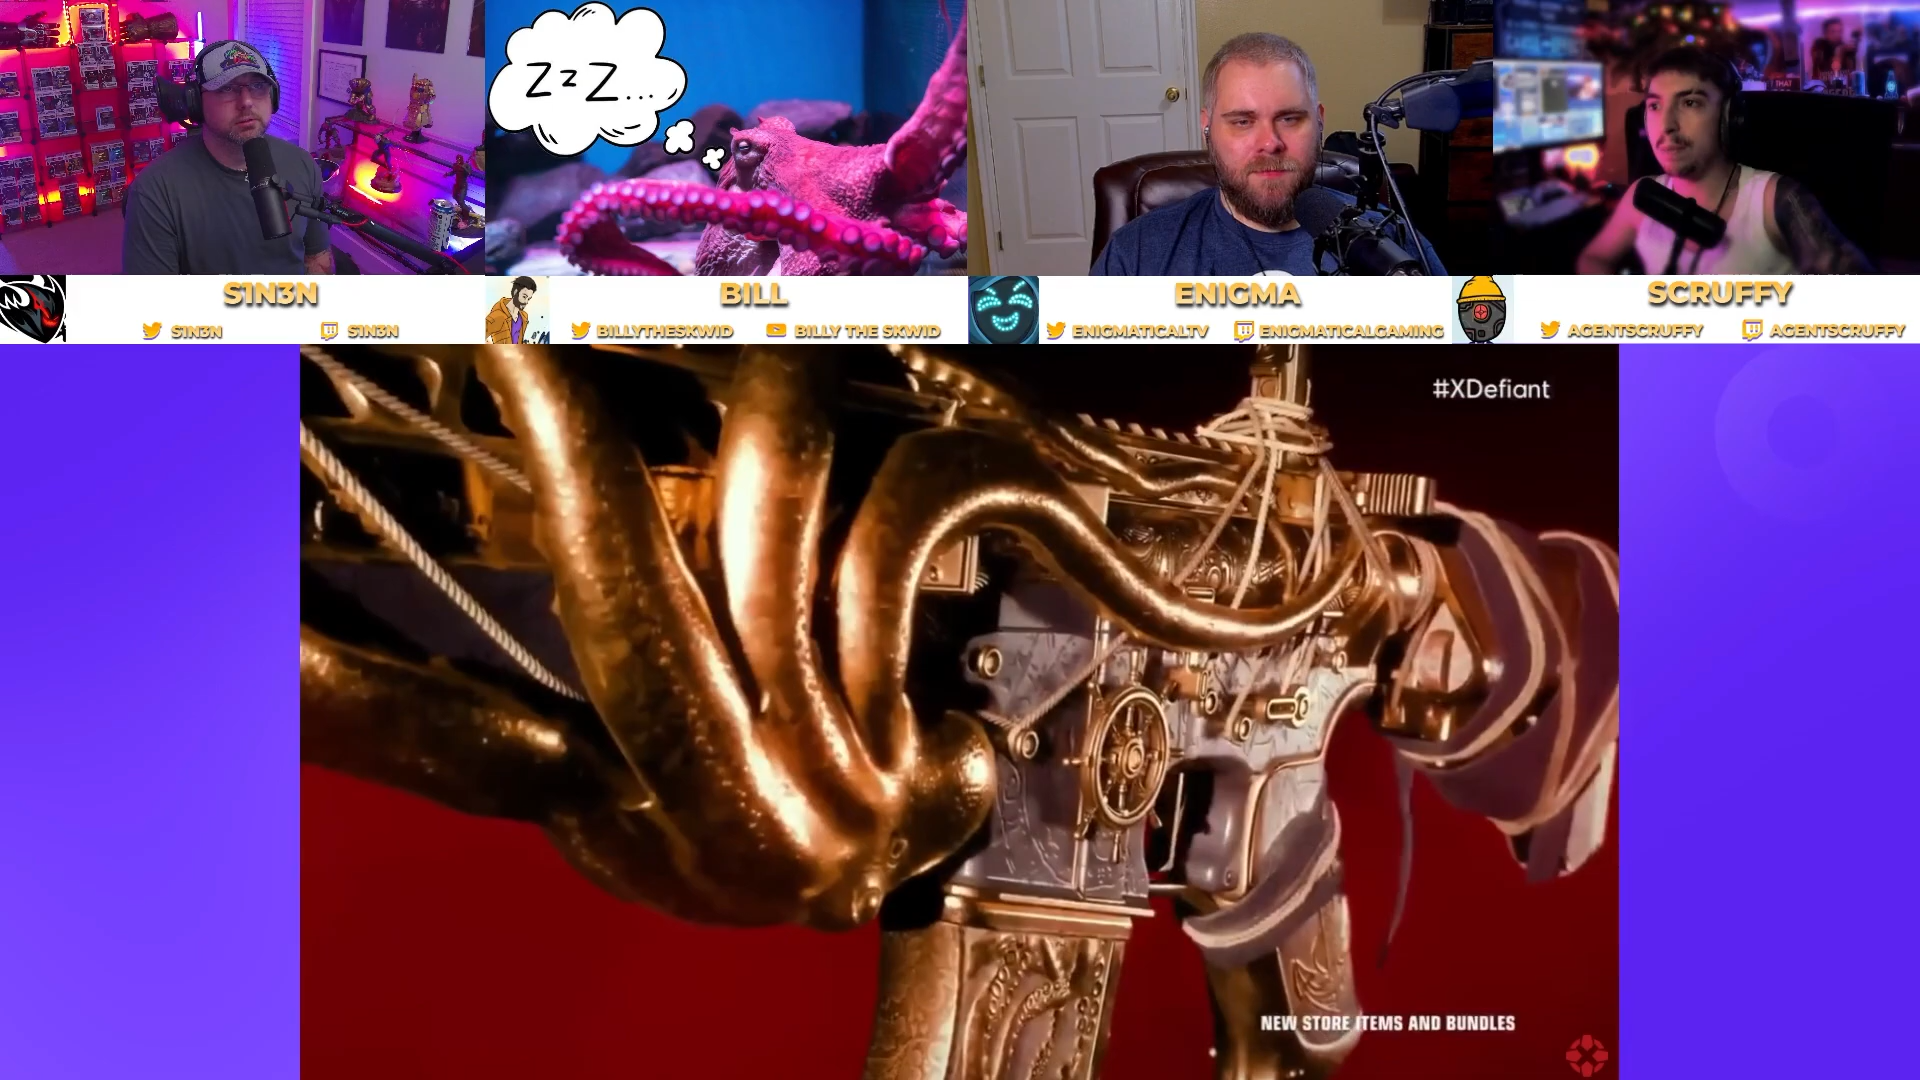 ZzZ...
S1N3N
S1N3N
S1N3N
BILL
BILLYTHESKWID
BILLY THE SKWID
ENIGMA
ENIGMATICALTV
ENIGMATICALGAMING
SCRUFFY
AGENTSCRUFFY
AGENTSCRUFFY
#XDefiant
NEW STORE ITEMS AND BUNDLES